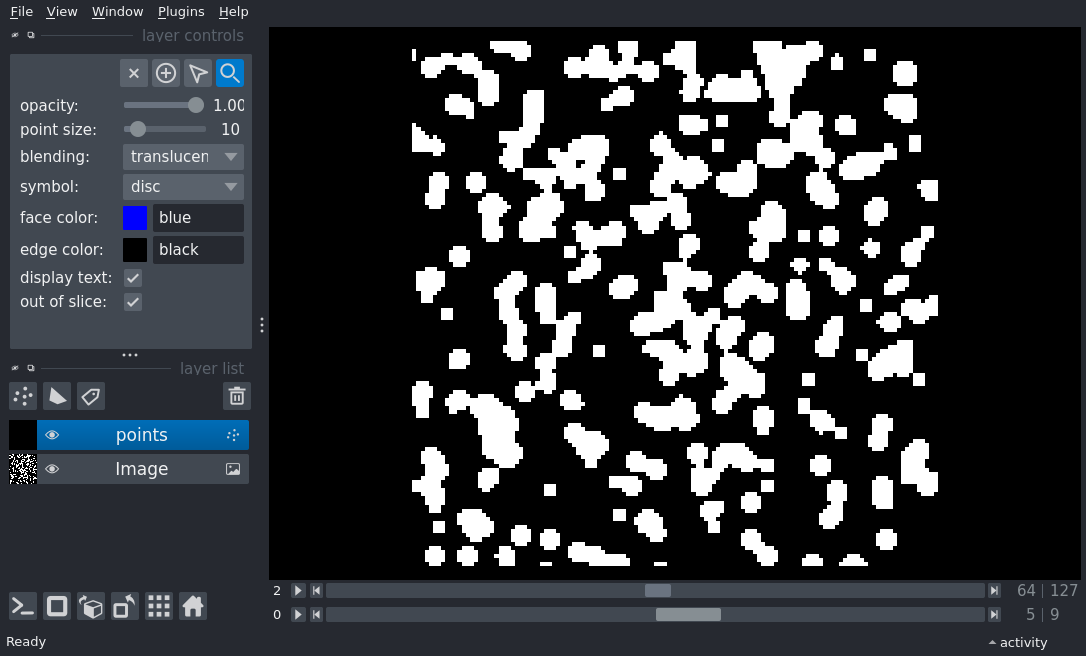 File View Window Plugins Help
layer controls
opacity: 1.00
point size: 10
blending: translucen
symbol: disc
face color: blue
edge color: black
display text:
out of slice:
layer list
points
Image
2 64 127
0 5 9
Ready activity